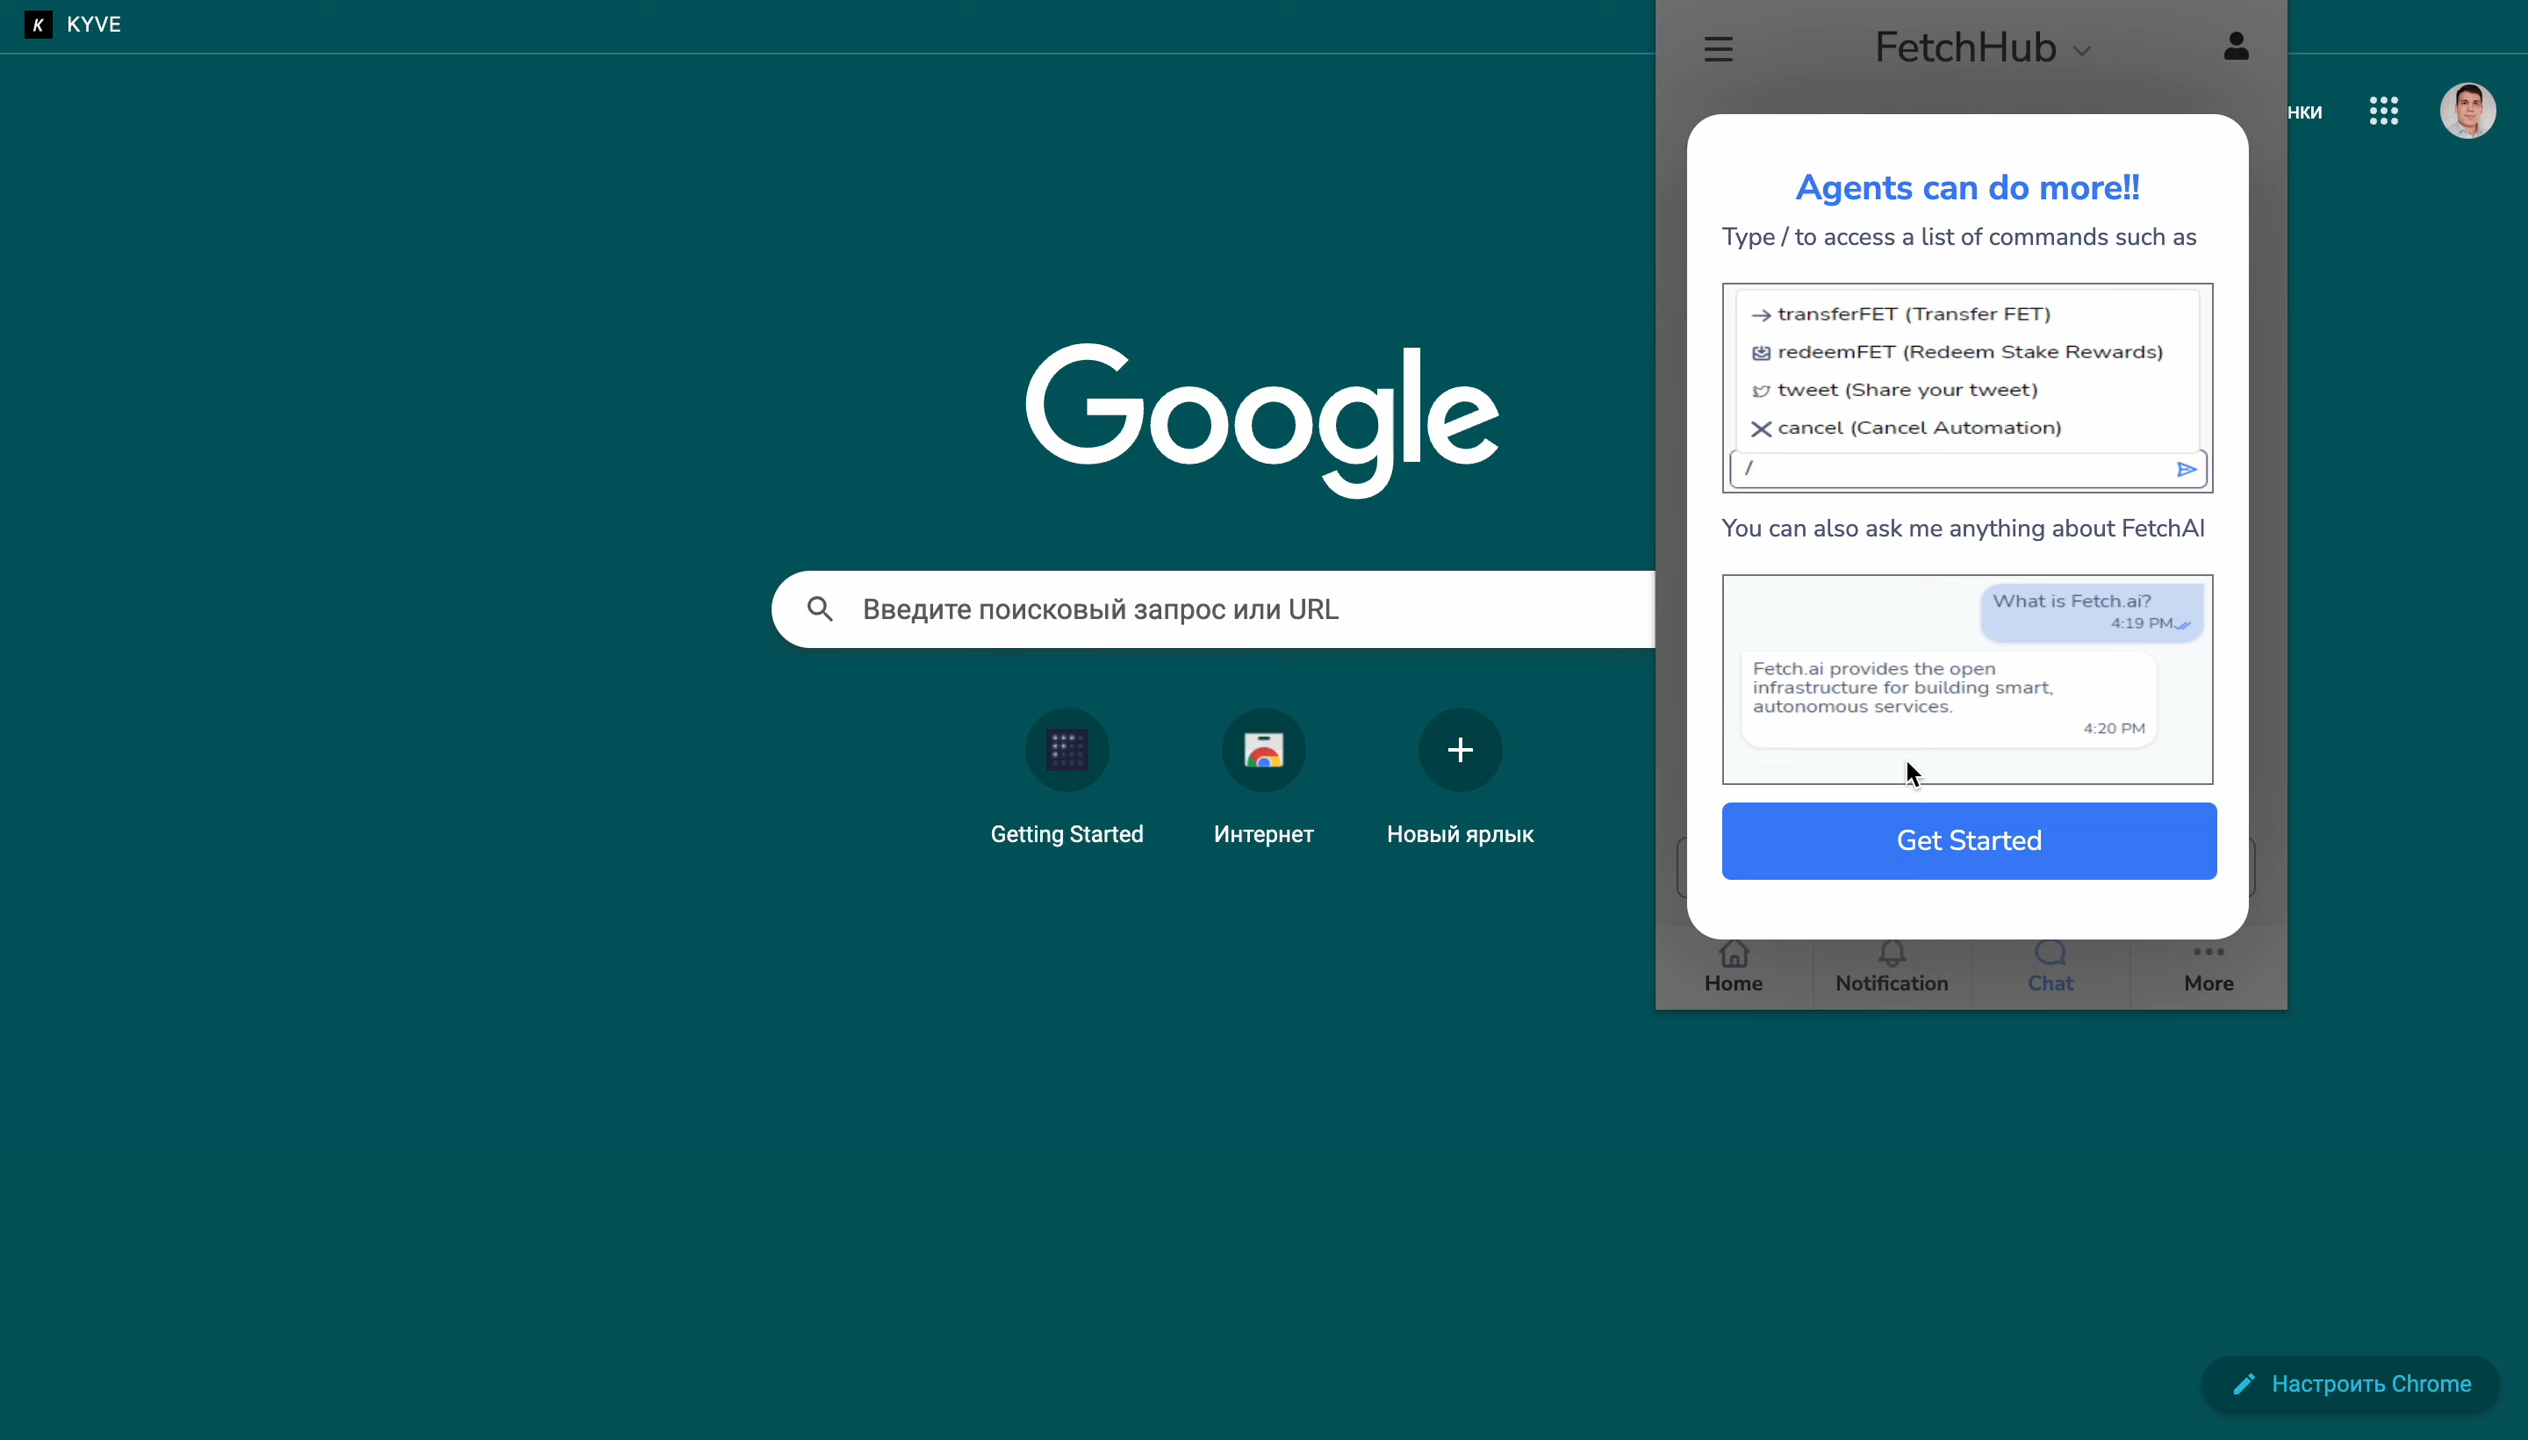 KYVE
FetchHub
нки
Agents can do more!!
Type / to access a list of commands such as
transferFET (Transfer FET)
redeemFET (Redeem Stake Rewards)
tweet (Share your tweet)
cancel (Cancel Automation)
/
You can also ask me anything about FetchAI
What is Fetch.ai?
4:19 PM
Fetch.ai provides the open
infrastructure for building smart,
autonomous services.
4:20 PM
Get Started
Home
Notification
Chat
More
Google
Введите поисковый запрос или URL
Getting Started
Интернет
Новый ярлык
Настроить Chrome